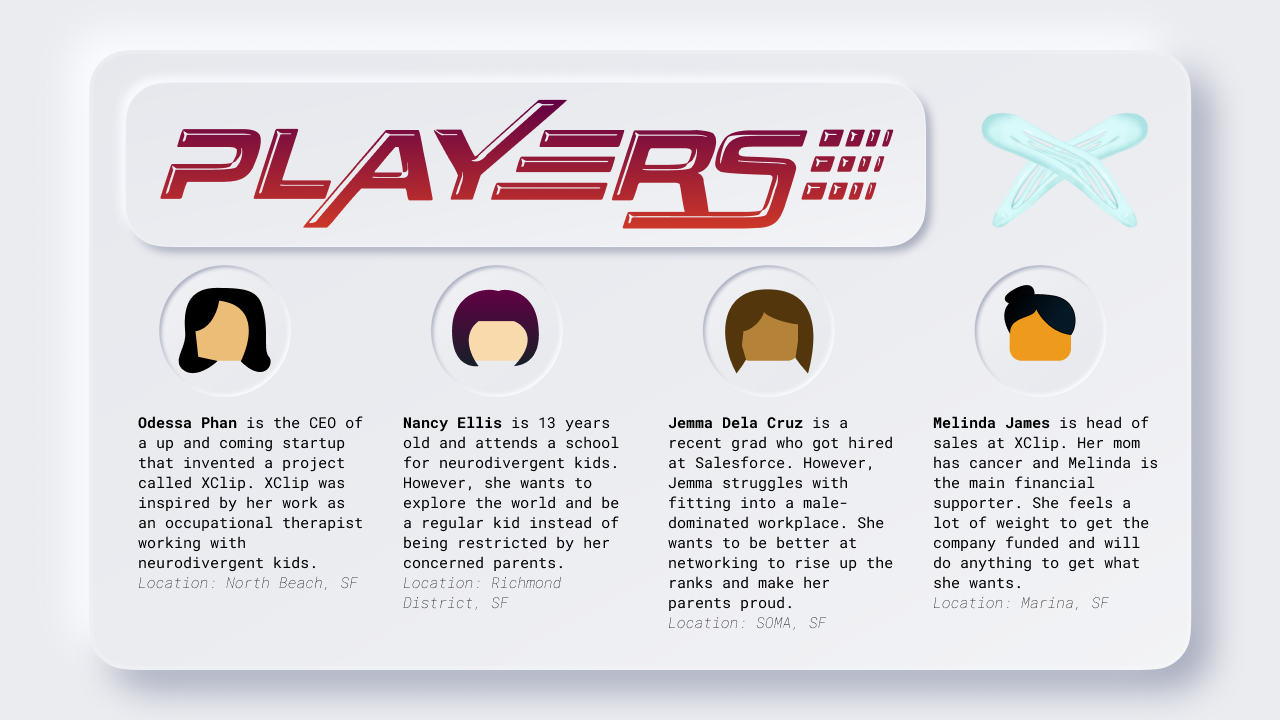 PLAYERS
Odessa Phan is the CEO of
a up and coming startup
that invented a project
called XClip. XClip was
inspired by her work as
an occupational therapist
working with
neurodivergent kids.
Location: North Beach, SF
Nancy Ellis is 13 years
old and attends a school
for neurodivergent kids.
However, she wants to
explore the world and be
a regular kid instead of
being restricted by her
concerned parents.
Location: Richmond
District, SF
Jemma Dela Cruz is a
recent grad who got hired
at Salesforce. However,
Jemma struggles with
fitting into a male-
dominated workplace. She
wants to be better at
networking to rise up the
ranks and make her
parents proud.
Location: SOMA, SF
Melinda James is head of
sales at XClip. Her mom
has cancer and Melinda is
the main financial
supporter. She feels a
lot of weight to get the
company funded and will
do anything to get what
she wants.
Location: Marina, SF